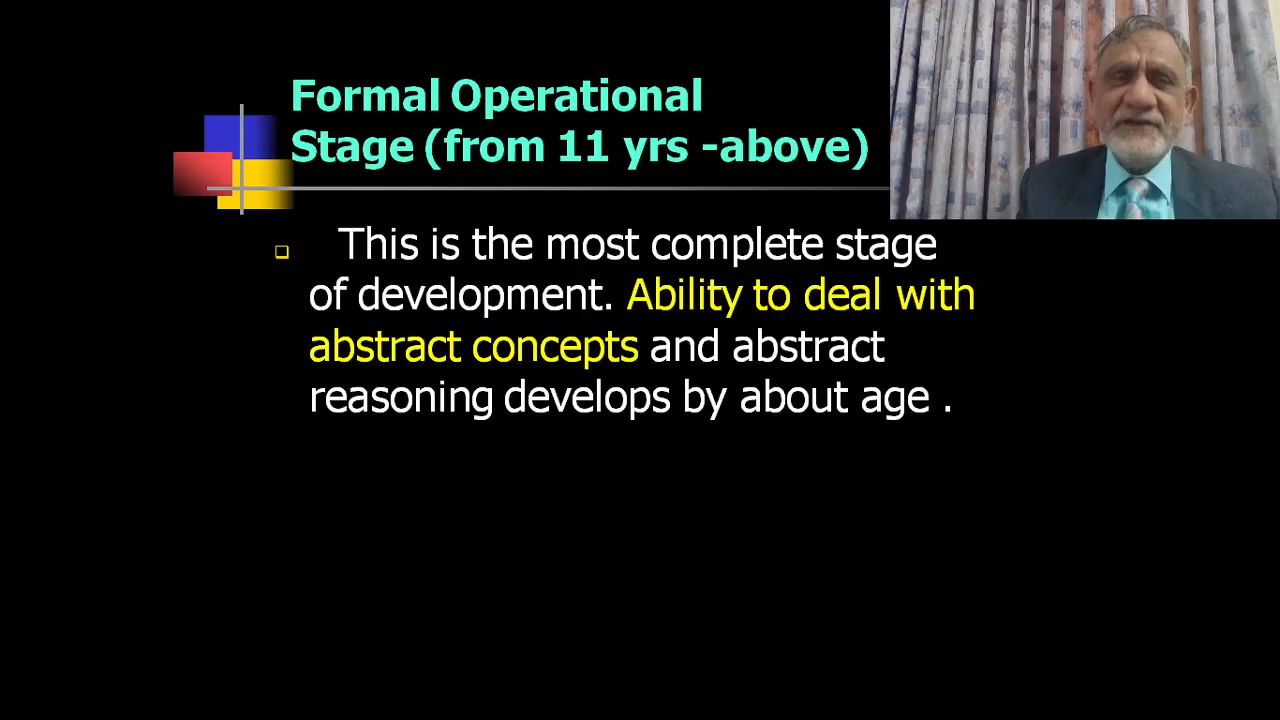 Formal Operational
Stage (from 11 yrs -above)
This is the most complete stage
of development. Ability to deal with
abstract concepts and abstract
reasoning develops by about age .